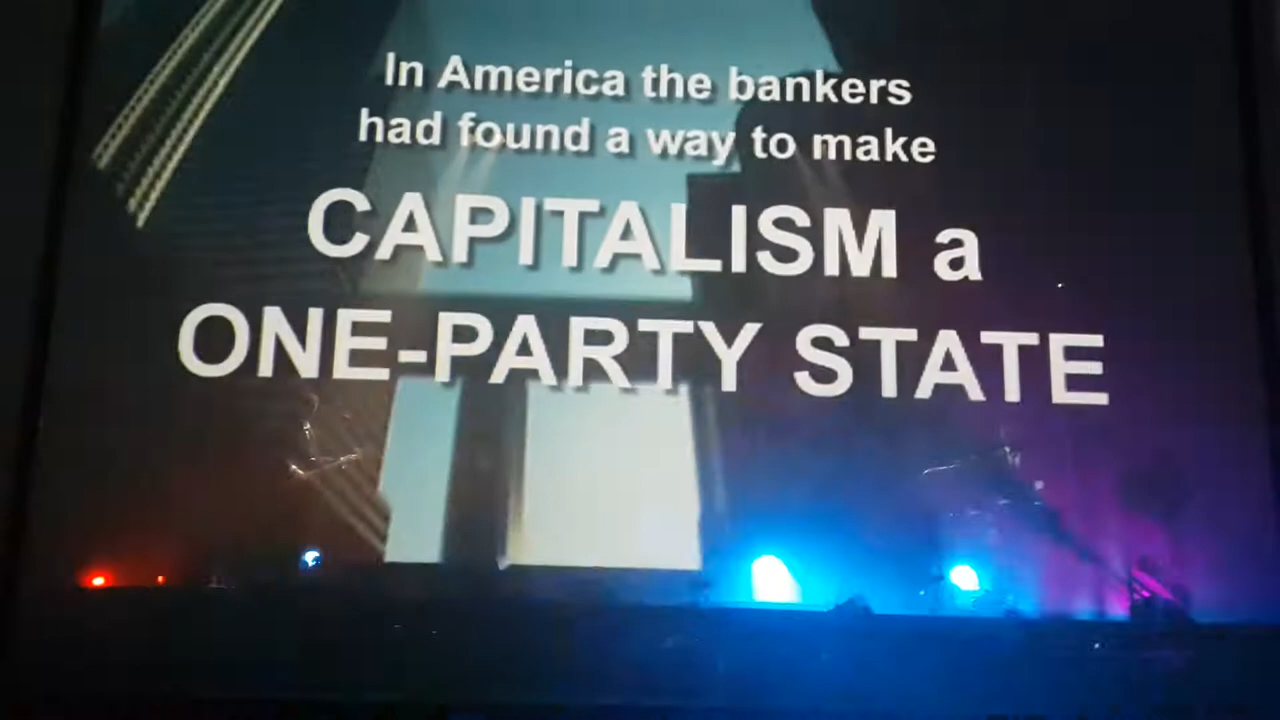 In America the bankers
had found a way to make
CAPITALISM a
ONE-PARTY STATE